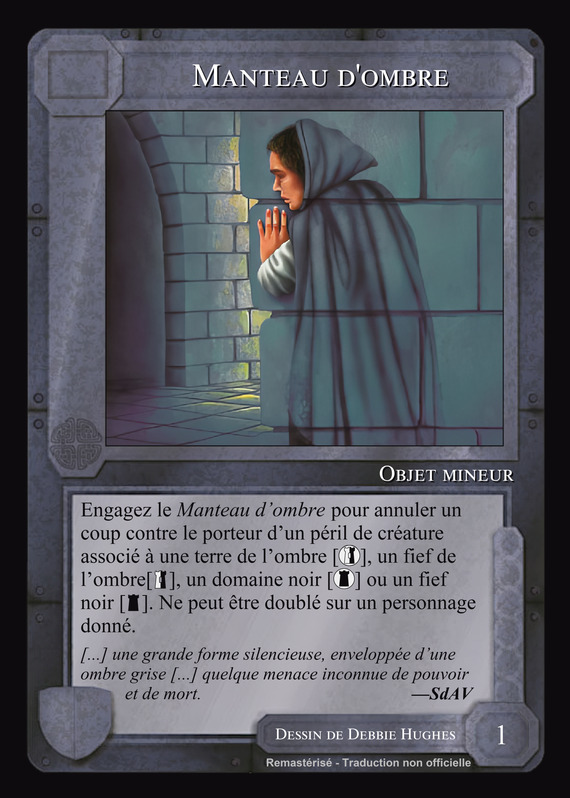 Manteau d'ombre
Objet mineur
Engagez le Manteau d’ombre pour annuler un
coup contre le porteur d’un péril de créature
associé à une terre de l’ombre [], un fief de
l’ombre[], un domaine noir [] ou un fief
noir []. Ne peut être doublé sur un personnage
donné.
[...] une grande forme silencieuse, enveloppée d’une
ombre grise [...] quelque menace inconnue de pouvoir
et de mort. —SdAV
Dessin de Debbie Hughes
1
Remastérisé - Traduction non officielle